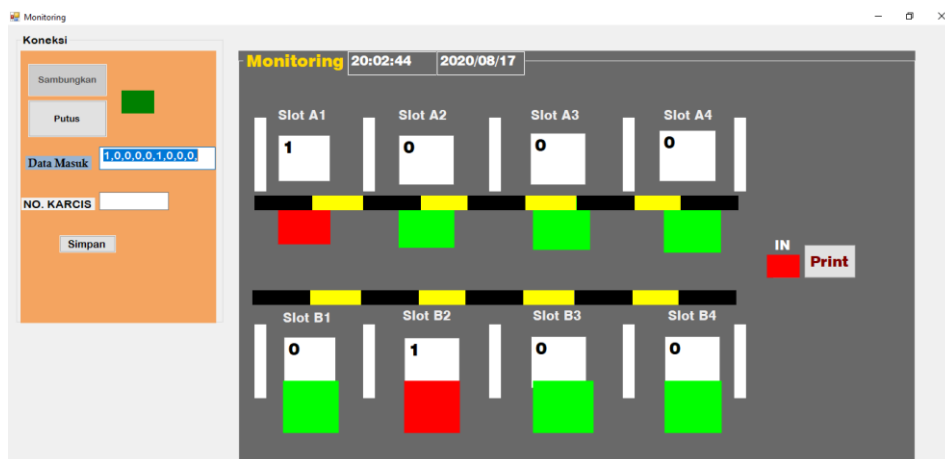 Monitoring
Koneksi
Sambungkan
Putus
Data Masuk 1,0,0,0,0,1,0,0,0,
NO. KARCIS
Simpan
Monitoring 20:02:44 2020/08/17
Slot A1 Slot A2 Slot A3 Slot A4
1 0 0 0
IN
Print
Slot B1 Slot B2 Slot B3 Slot B4
0 1 0 0